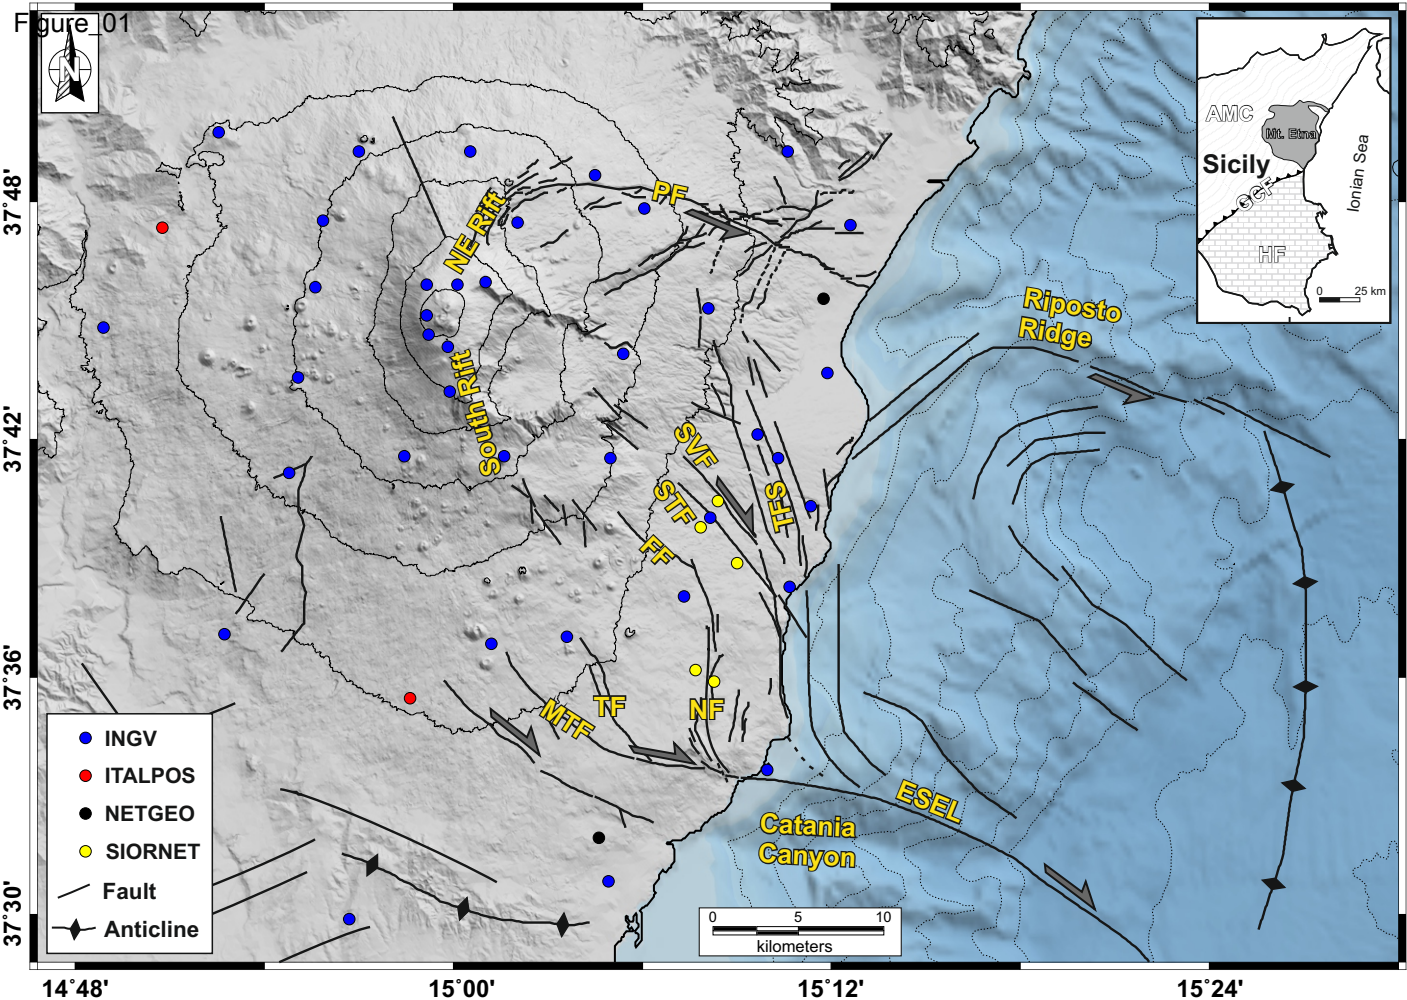 Figure_01
N
AMC
Mt. Etna
Sicily
GCF
Ionian Sea
HF
0 25 km
37°48'
37°42'
37°36'
37°30'
NE Rift
PF
South Rift
SVF
STF
TFS
FF
Riposto
Ridge
MTF
TF
NF
ESEL
Catania
Canyon
INGV
ITALPOS
NETGEO
SIORNET
Fault
Anticline
0 5 10
kilometers
14°48'
15°00'
15°12'
15°24'